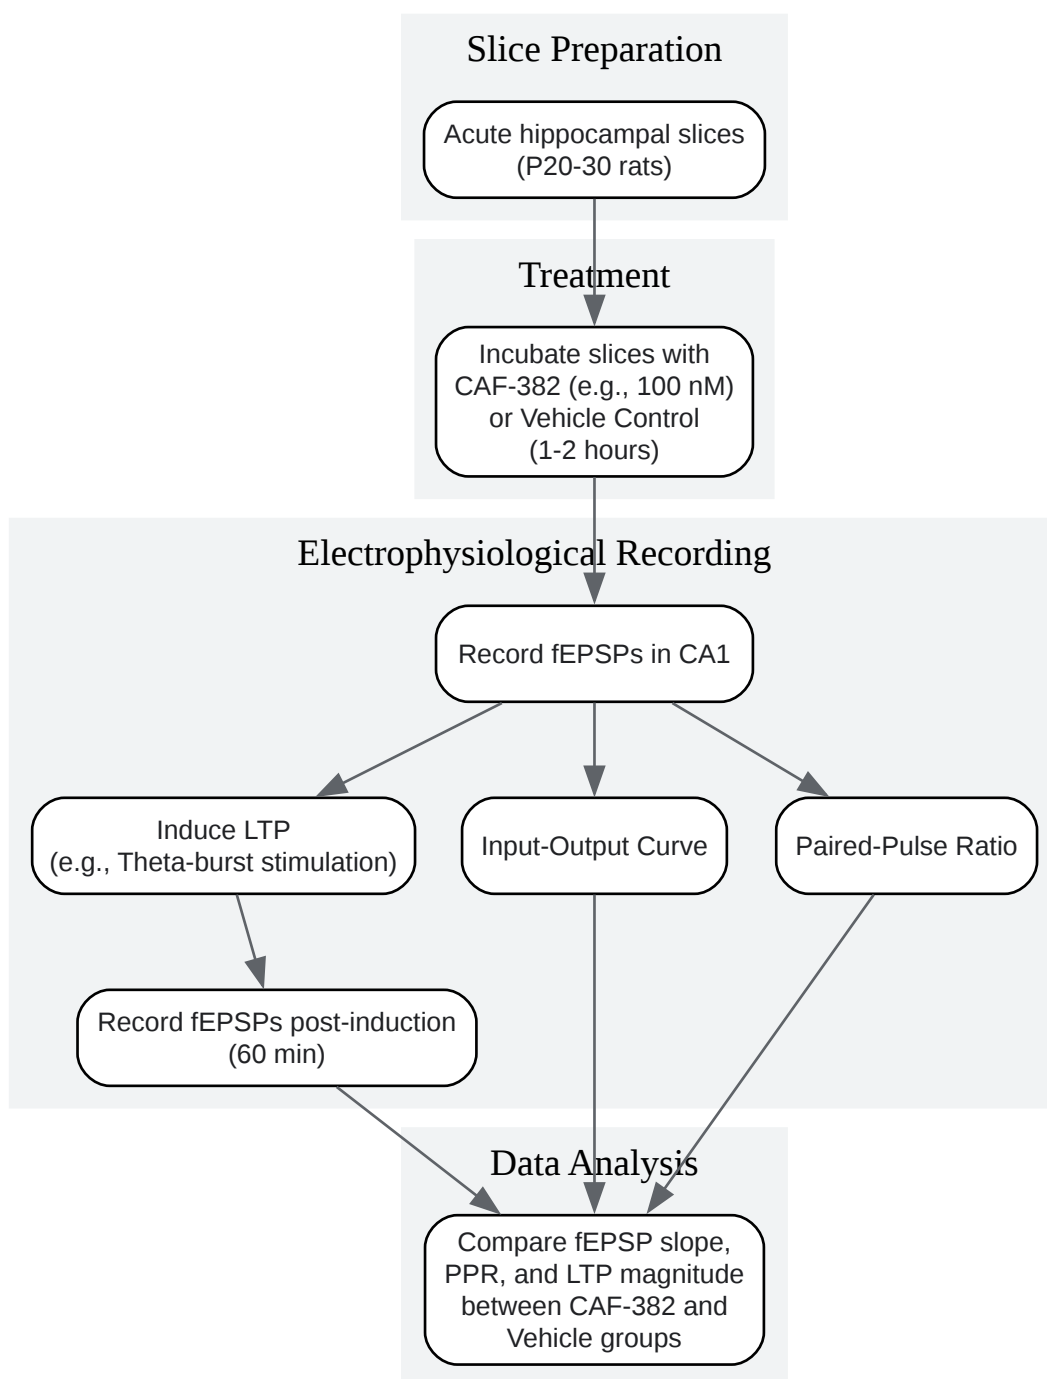 Slice Preparation
Acute hippocampal slices
(P20-30 rats)
Treatment
Incubate slices with
CAF-382 (e.g., 100 nM)
or Vehicle Control
(1-2 hours)
Electrophysiological Recording
Record fEPSPs in CA1
Induce LTP
(e.g., Theta-burst stimulation)
Input-Output Curve
Paired-Pulse Ratio
Record fEPSPs post-induction
(60 min)
Data Analysis
Compare fEPSP slope,
PPR, and LTP magnitude
between CAF-382 and
Vehicle groups